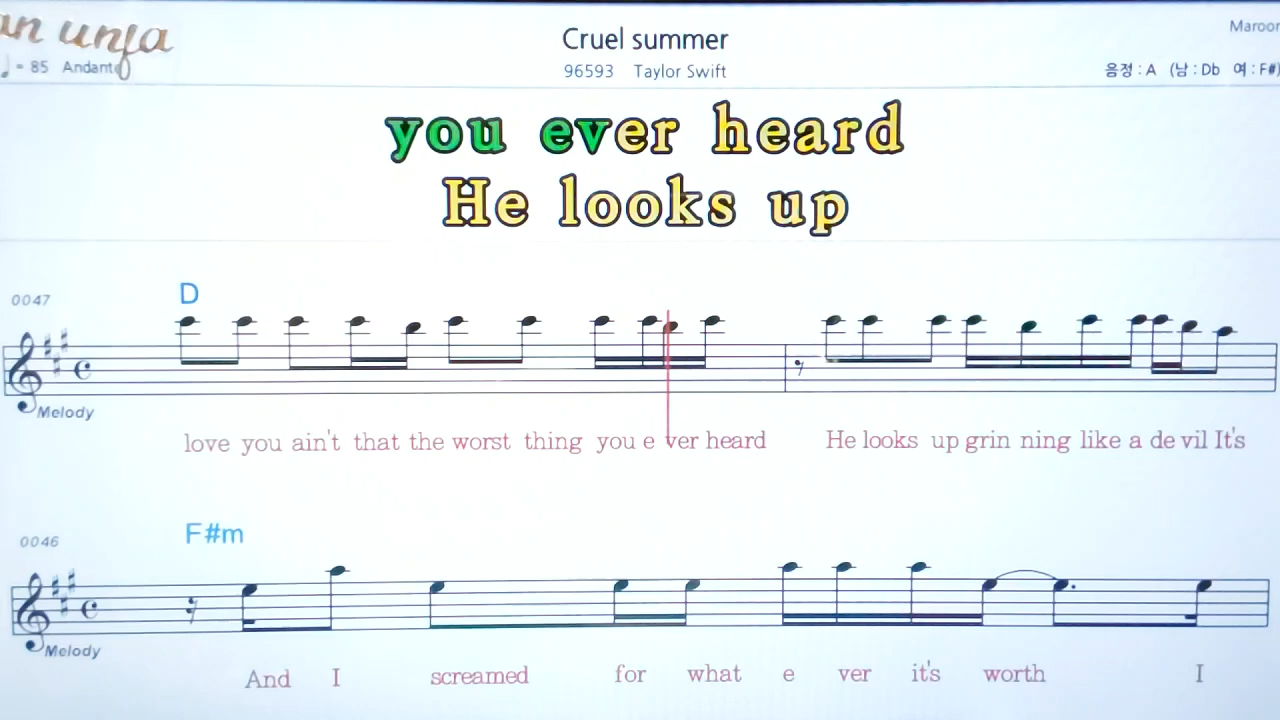 Cruel summer
Maroon
♩= 85 Andante
96593 Taylor Swift
음정 : A (남 : Db 여 : F#)
you ever heard
He looks up
0047
D
Melody
love you ain't that the worst thing you e ver heard He looks up grin ning like a de vil It's
0046
F#m
Melody
And I screamed for what e ver it's worth I